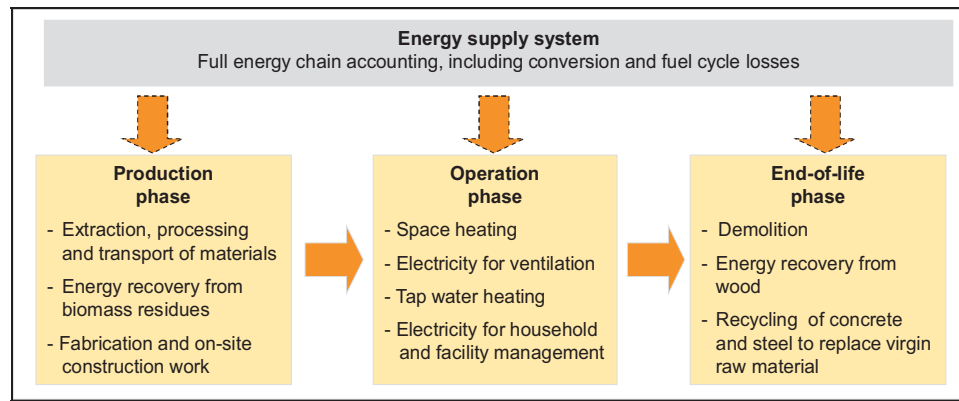 Energy supply system
Full energy chain accounting, including conversion and fuel cycle losses
Production
phase
- Extraction, processing
and transport of materials
- Energy recovery from
biomass residues
- Fabrication and on-site
construction work
Operation
phase
- Space heating
- Electricity for ventilation
- Tap water heating
- Electricity for household
and facility management
End-of-life
phase
- Demolition
- Energy recovery from
wood
- Recycling of concrete
and steel to replace virgin
raw material